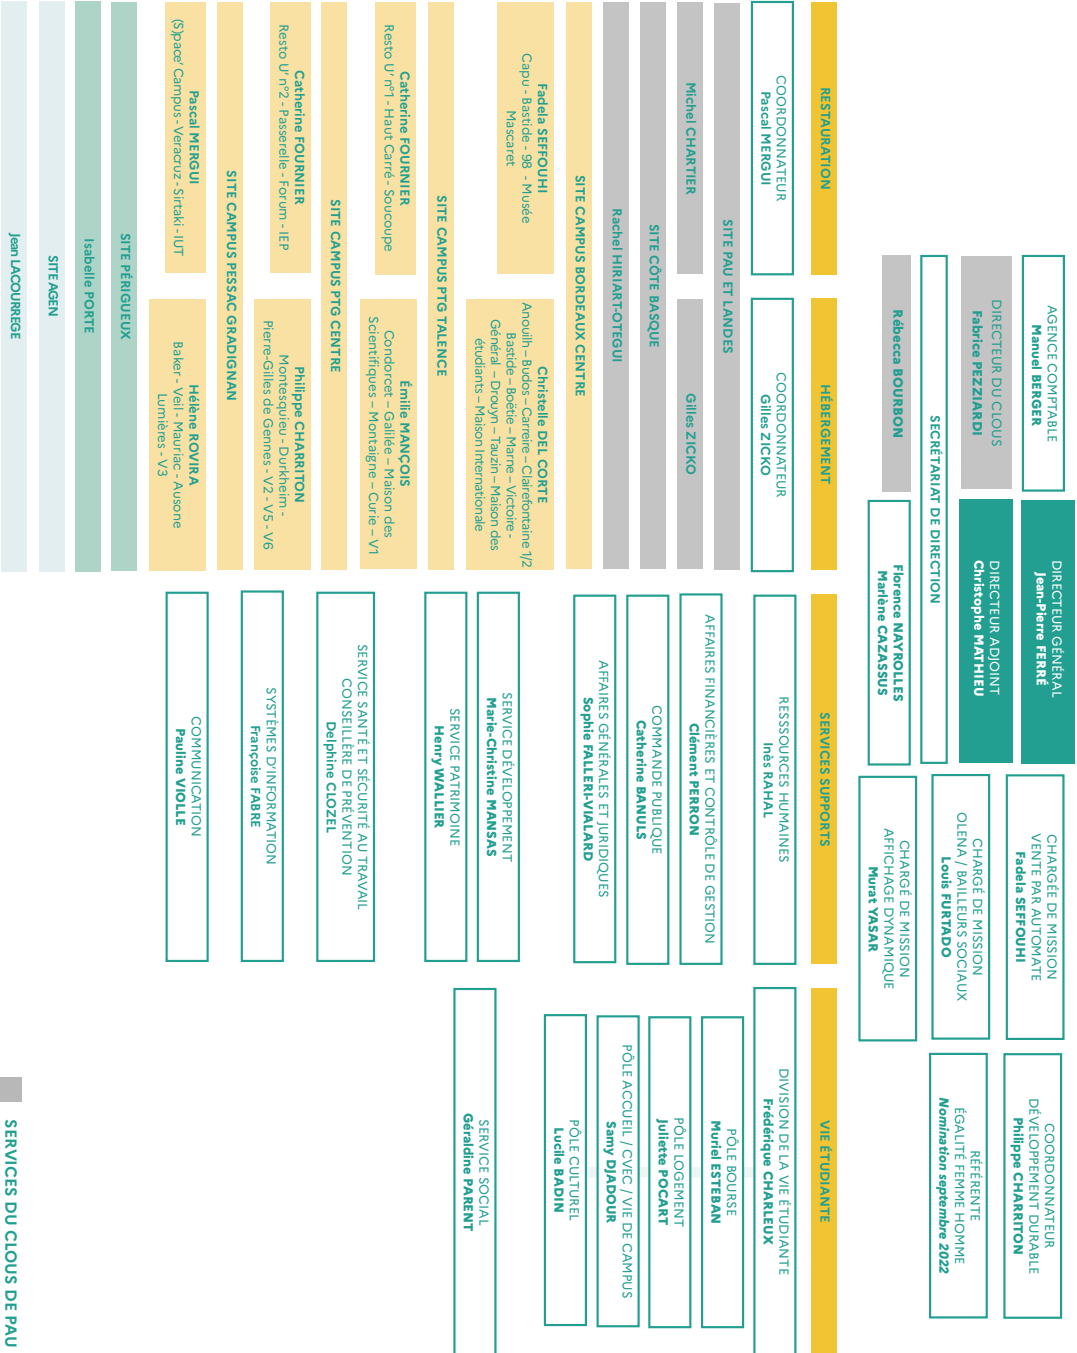 AGENCE COMPTABLE
Manuel BERGER
DIRECTEUR GÉNÉRAL
Jean-Pierre FERRÉ
CHARGÉE DE MISSION
VENTE PAR AUTOMATE
Fadela SEFFOUHI
COORDONNATEUR
DÉVELOPPEMENT DURABLE
Philippe CHARRITON
DIRECTEUR DU CLOUS
Fabrice PEZZIARDI
DIRECTEUR ADJOINT
Christophe MATHIEU
CHARGÉ DE MISSION
OLENA / BAILLEURS SOCIAUX
Louis FURTADO
RÉFÉRENTE
ÉGALITÉ FEMME HOMME
Nomination septembre 2022
SECRÉTARIAT DE DIRECTION
Rébecca BOURBON
Florence NAYROLLES
Marlène CAZASSUS
CHARGÉ DE MISSION
AFFICHAGE DYNAMIQUE
Murat YASAR
RESTAURATION
COORDONNATEUR
Pascal MERGUI
HÉBERGEMENT
COORDONNATEUR
Gilles ZICKO
SITE PAU ET LANDES
Michel CHARTIER
Gilles ZICKO
SITE CÔTE BASQUE
Rachel HIRIART-OTEGUI
SITE CAMPUS BORDEAUX CENTRE
Fadela SEFFOUHI
Capu - Bastide - 98 - Musée
Mascaret
Christelle DEL CORTE
Anouilh – Budos – Carreire – Clairefontaine 1/2
Bastide – Boëtie – Marne – Victoire -
Général – Drouyn – Tauzin – Maison des
étudiants – Maison Internationale
SITE CAMPUS PTG TALENCE
Catherine FOURNIER
Resto U' n°1 - Haut Carré - Soucoupe
Émilie MANÇOIS
Condorcet – Galilée – Maison des
Scientifiques – Montaigne – Curie – V1
SITE CAMPUS PTG CENTRE
Catherine FOURNIER
Resto U' n°2 - Passerelle - Forum - IEP
Philippe CHARRITON
Montesquieu - Durkheim -
Pierre-Gilles de Gennes - V2 - V5 - V6
SITE CAMPUS PESSAC GRADIGNAN
Pascal MERGUI
(S)pace' Campus - Veracruz - Sirtaki - IUT
Hélène ROVIRA
Baker - Veil - Mauriac - Ausone
Lumières - V3
SITE PÉRIGUEUX
Isabelle PORTE
SITE AGEN
Jean LACOURREGE
SERVICES SUPPORTS
RESSSOURCES HUMAINES
Inès RAHAL
AFFAIRES FINANCIÈRES ET CONTRÔLE DE GESTION
Clément PERRON
COMMANDE PUBLIQUE
Catherine BANULS
AFFAIRES GÉNÉRALES ET JURIDIQUES
Sophie FALLERI-VIALARD
SERVICE DÉVELOPPEMENT
Marie-Christine MANSAS
SERVICE PATRIMOINE
Henry WALLIER
SERVICE SANTÉ ET SÉCURITÉ AU TRAVAIL
CONSEILLÈRE DE PRÉVENTION
Delphine CLOZEL
SYSTÈMES D'INFORMATION
Françoise FABRE
COMMUNICATION
Pauline VIOLLE
VIE ÉTUDIANTE
DIVISION DE LA VIE ÉTUDIANTE
Frédérique CHARLEUX
PÔLE BOURSE
Muriel ESTEBAN
PÔLE LOGEMENT
Juliette POCART
PÔLE ACCUEIL / CVEC / VIE DE CAMPUS
Samy DJADOUR
PÔLE CULTUREL
Lucile BADIN
SERVICE SOCIAL
Géraldine PARENT
SERVICES DU CLOUS DE PAU